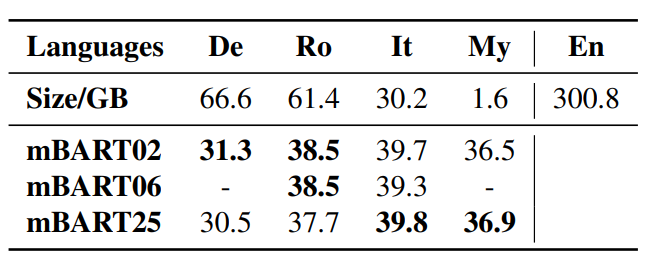 Languages De Ro It My En
Size/GB 66.6 61.4 30.2 1.6 300.8
mBART02 31.3 38.5 39.7 36.5
mBART06 - 38.5 39.3 -
mBART25 30.5 37.7 39.8 36.9